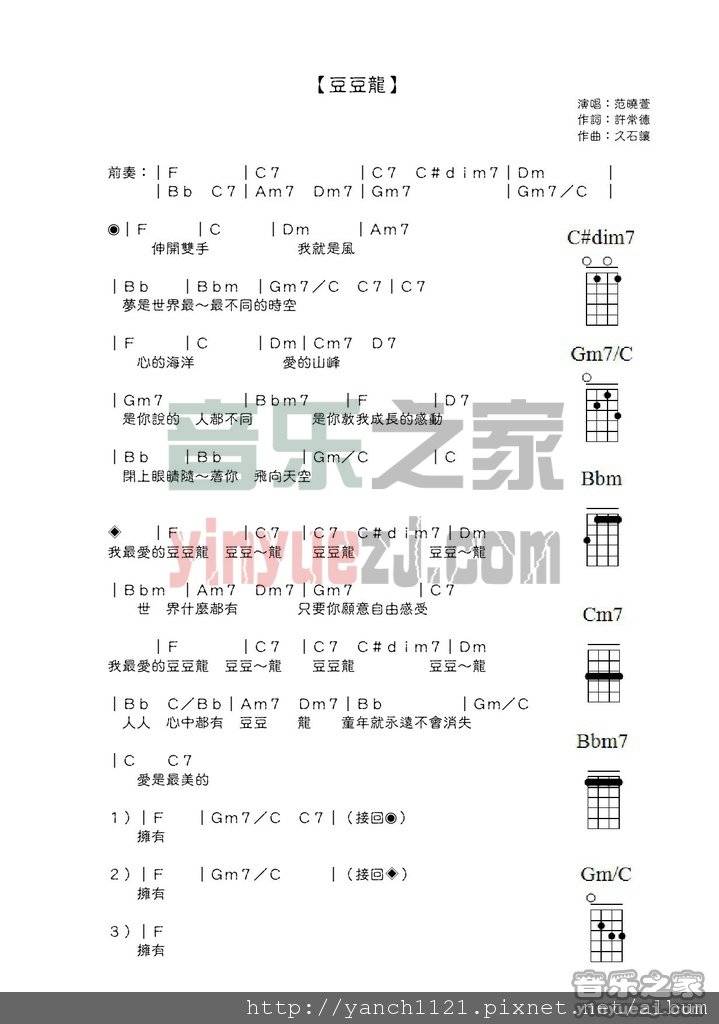 【豆豆龍】
演唱：范曉萱
作詞：許常德
作曲：久石讓
前奏：｜F ｜C7 ｜C7 C#dim7｜Dm ｜
｜Bb C7｜Am7 Dm7｜Gm7 ｜Gm7／C ｜
◉｜F ｜C ｜Dm ｜Am7
伸開雙手 我就是風
｜Bb ｜Bbm ｜Gm7／C C7｜C7
夢是世界最～最不同的時空
｜F ｜C ｜Dm｜Cm7 D7
心的海洋 愛的山峰
｜Gm7 ｜Bbm7 ｜F ｜D7
是你說的 人都不同 是你教我成長的感動
｜Bb ｜Bb ｜Gm／C ｜C
閉上眼睛隨～著你 飛向天空
◈ ｜F ｜C7 ｜C7 C#dim7｜Dm
我最愛的豆豆龍 豆豆～龍 豆豆龍 豆豆～龍
｜Bbm ｜Am7 Dm7｜Gm7 ｜C7
世 界什麼都有 只要你願意自由感受
｜F ｜C7 ｜C7 C#dim7｜Dm
我最愛的豆豆龍 豆豆～龍 豆豆龍 豆豆～龍
｜Bb C／Bb｜Am7 Dm7｜Bb ｜Gm／C
人人 心中都有 豆豆 龍 童年就永遠不會消失
｜C C7
愛是最美的
1）｜F ｜Gm7／C C7｜（接回◉）
擁有
2）｜F ｜Gm7／C ｜（接回◈）
擁有
3）｜F
擁有
C#dim7
Gm7/C
Bbm
Cm7
Bbm7
Gm/C
音乐之家
yinyuezj.com
音乐之家
yinyuezj.com
http://yanch1121.pixnet.net/album